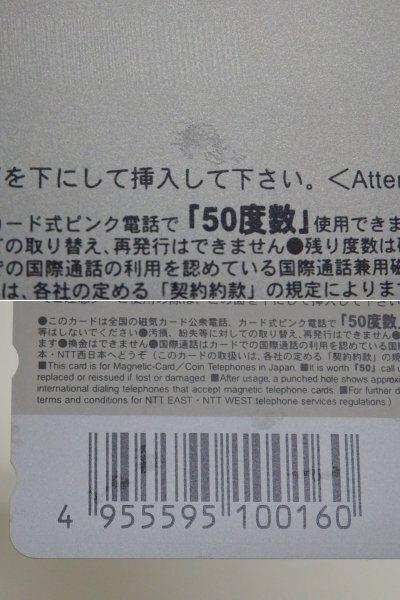 を下にして挿入して下さい。<Atten
カード式ピンク電話で「50度数」使用できま
ての取り替え、再発行はできません●残り度数は
での国際通話の利用を認めている国際通話兼用磁
は、各社の定める「契約約款」の規定によります
●このカードは全国の磁気カード公衆電話、カード式ピンク電話で「50度数」
等はしないでください●汚損、紛失等に対しての取り替え、再発行は
ます●換金はできません●国際通話はカードでの国際通話の利用を認めている国際
本・NTT西日本へどうぞ（このカードの取扱いは、各社の定める「契約約款」の規
■This card is for Magnetic-Card／Coin Telephones in Japan. ■It is worth「50」call u
replaced or reissued if lost or damaged. ■After usage, a punched hole shows approxi
international dialing telephones that accept magnetic telephone cards. ■For further d
terms and conditions for NTT EAST・NTT WEST telephone services regulations.)
4 955595 100160